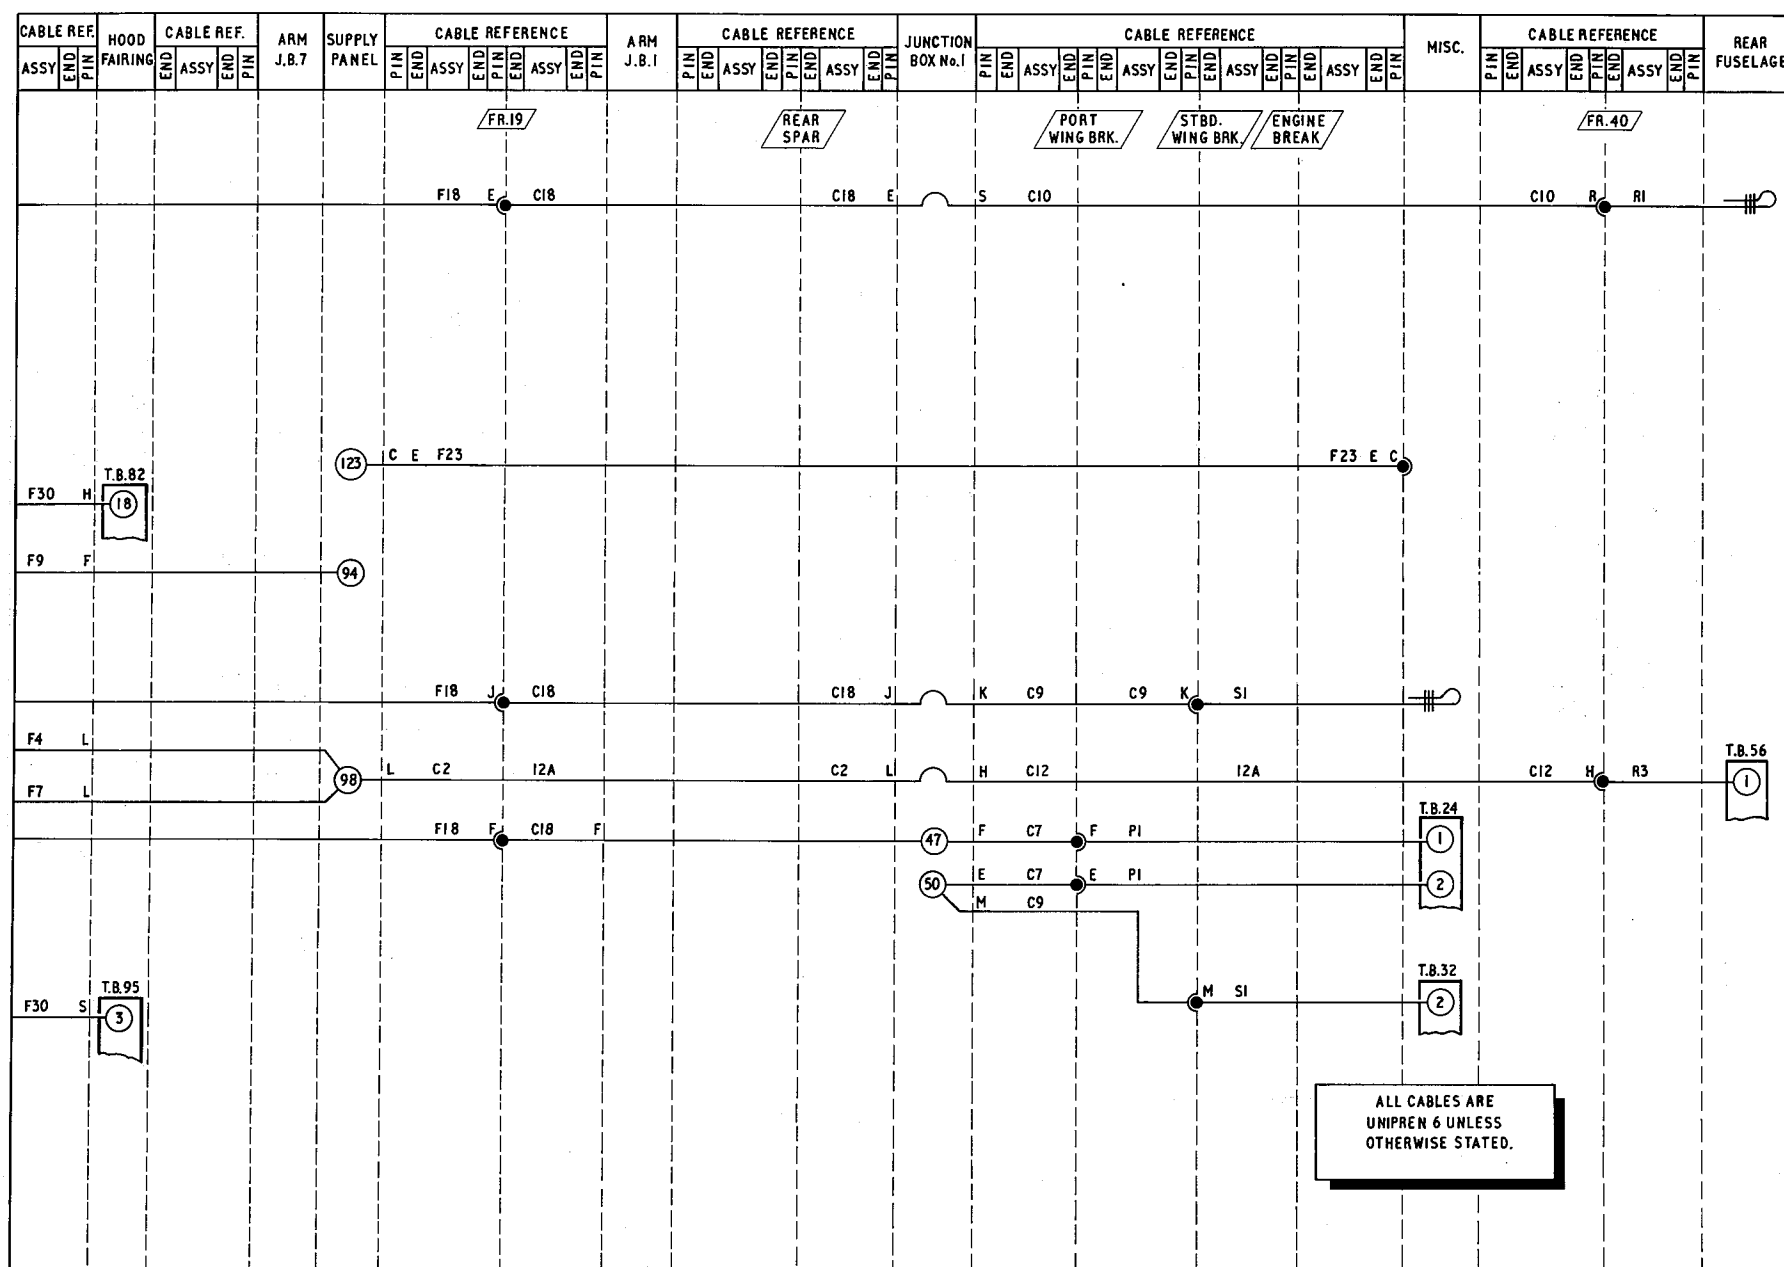 CABLE REF. HOOD FAIRING CABLE REF. ARM J.B.7 SUPPLY PANEL CABLE REFERENCE ARM J.B.1 CABLE REFERENCE JUNCTION BOX No.1 CABLE REFERENCE MISC. CABLE REFERENCE REAR FUSELAGE
ASSY END PIN END ASSY END PIN PIN END ASSY END PIN END ASSY END PIN PIN END ASSY END PIN END ASSY END PIN PIN END ASSY END PIN END ASSY END PIN END ASSY END PIN END ASSY END PIN PIN END ASSY END PIN END ASSY END PIN
FR.19
REAR SPAR
PORT WING BRK.
STBD. WING BRK.
ENGINE BREAK
FR.40
F18 E C18 C18 E S C10 C10 R R1
123 C E F23 F23 E C
T.B.82
F30 H 18
F9 F 94
F18 J C18 C18 J K C9 C9 K S1
F4 L
T.B.56
98 L C2 12A C2 L H C12 12A C12 H R3 1
F7 L
T.B.24
F18 F C18 F 47 F C7 F P1 1
50 E C7 E P1 2
M C9
T.B.32
M S1 2
T.B.95
F30 S 3
ALL CABLES ARE
UNIPREN 6 UNLESS
OTHERWISE STATED.